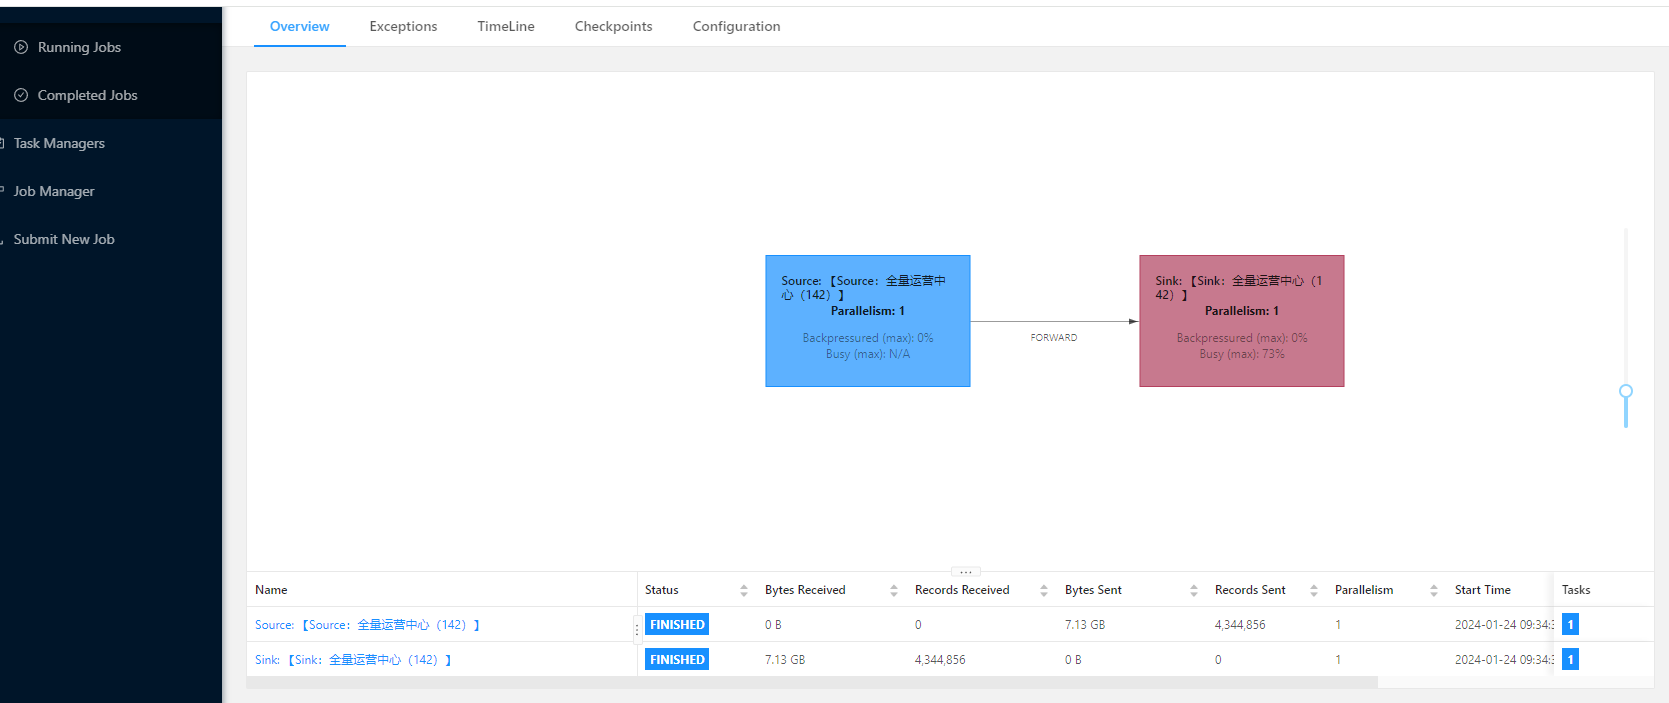 Overview Exceptions TimeLine Checkpoints Configuration
Running Jobs
Completed Jobs
Task Managers
Job Manager
Submit New Job
Source: 【Source：全量运营中
心（142）】
Parallelism: 1
Backpressured (max): 0%
Busy (max): N/A
FORWARD
Sink: 【Sink：全量运营中心（1
42）】
Parallelism: 1
Backpressured (max): 0%
Busy (max): 73%
Name Status Bytes Received Records Received Bytes Sent Records Sent Parallelism Start Time Tasks
Source: 【Source：全量运营中心（142）】 FINISHED 0 B 0 7.13 GB 4,344,856 1 2024-01-24 09:34: 1
Sink: 【Sink：全量运营中心（142）】 FINISHED 7.13 GB 4,344,856 0 B 0 1 2024-01-24 09:34: 1